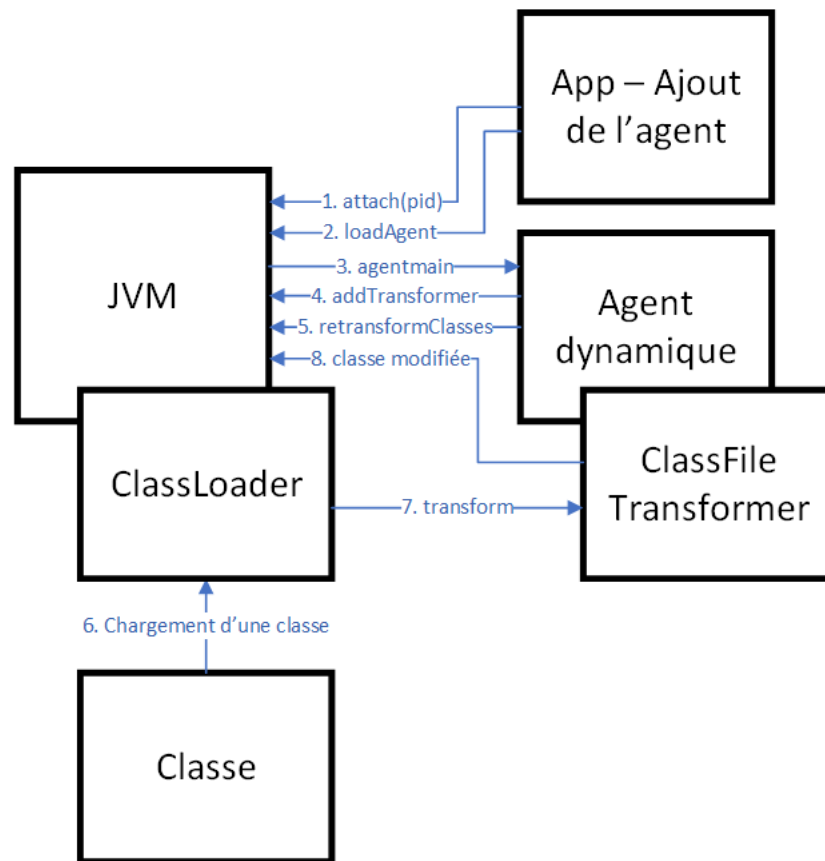 App – Ajout
de l’agent
1. attach(pid)
2. loadAgent
3. agentmain
JVM
4. addTransformer
Agent
dynamique
5. retransformClasses
8. classe modifiée
ClassLoader
ClassFile
Transformer
7. transform
6. Chargement d’une classe
Classe